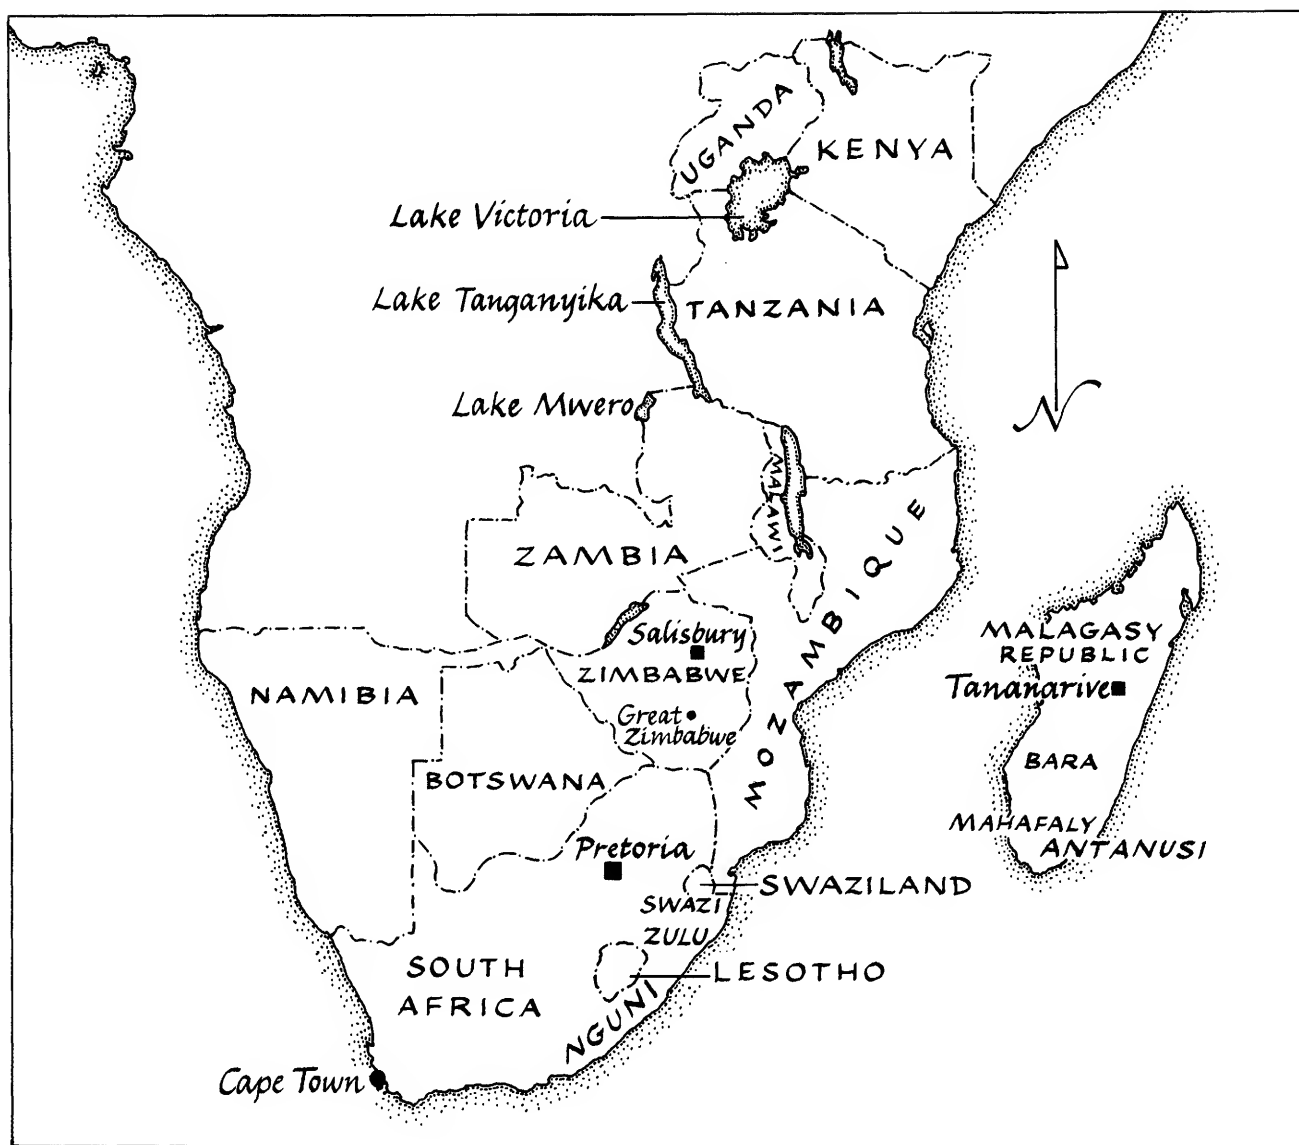 UGANDA
KENYA
Lake Victoria
Lake Tanganyika
TANZANIA
Lake Mwero
N
MALAWI
ZAMBIA
MOZAMBIQUE
Salisbury
ZIMBABWE
MALAGASY
REPUBLIC
NAMIBIA
Tananarive
Great
Zimbabwe
BARA
BOTSWANA
MAHAFALY
ANTANUSI
Pretoria
SWAZILAND
SWAZI
ZULU
SOUTH
AFRICA
LESOTHO
NGUNI
Cape Town